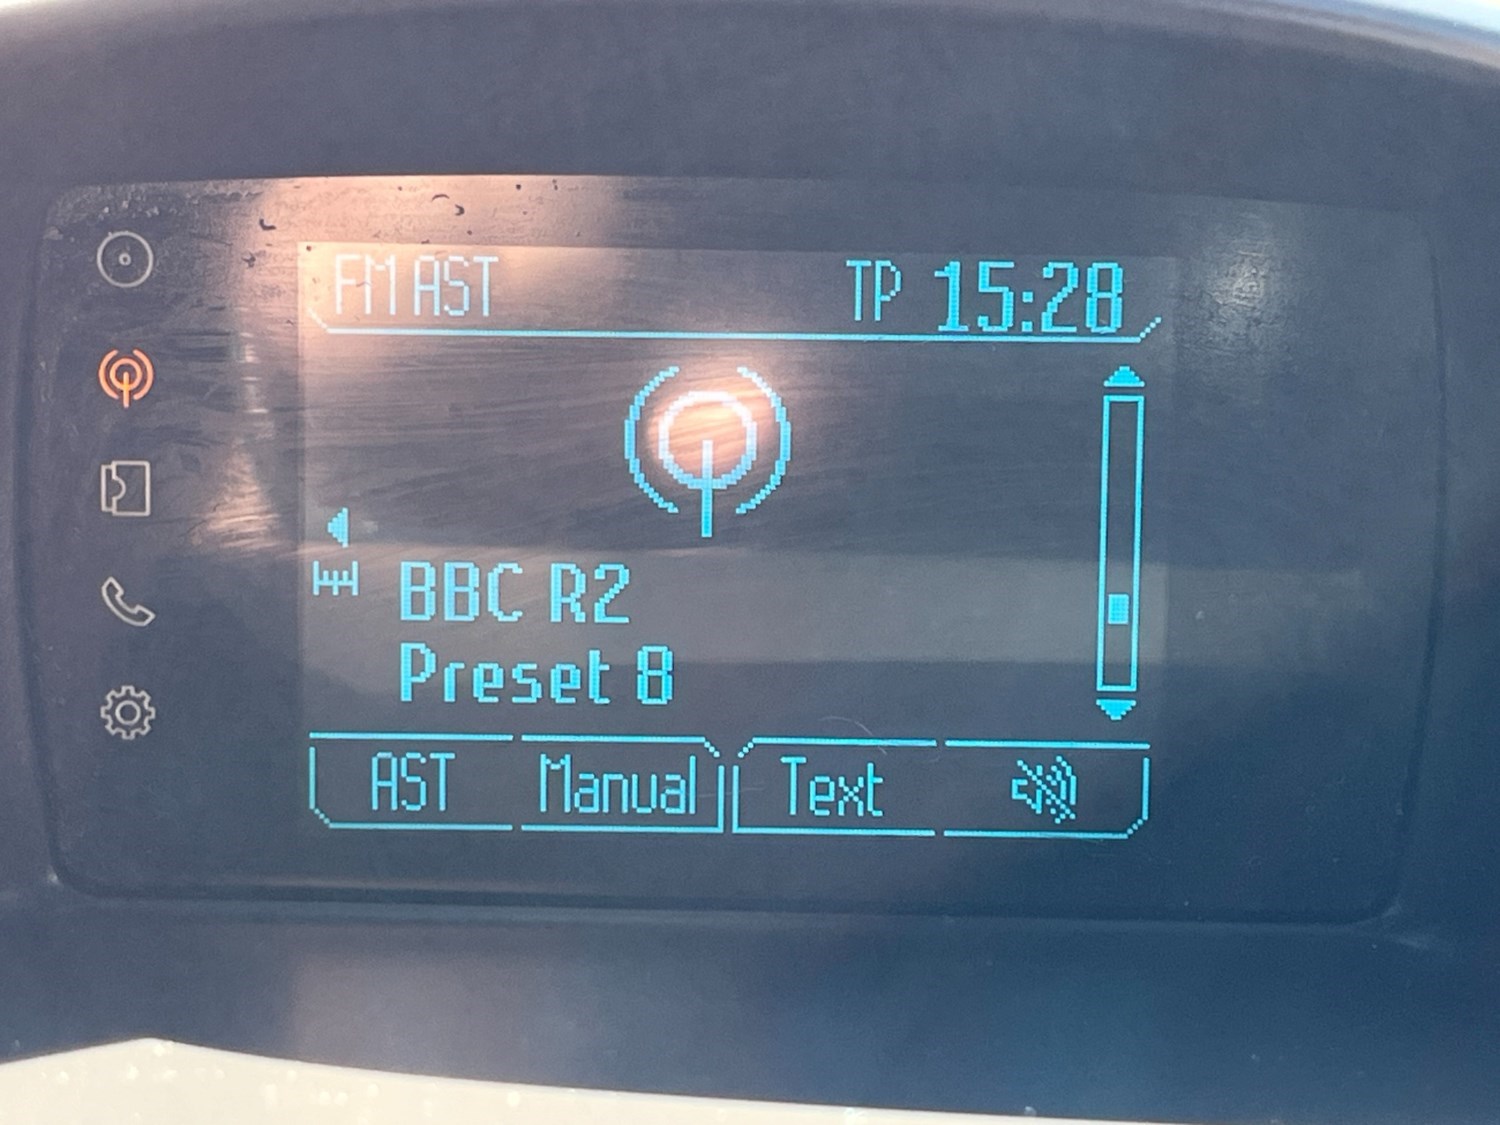 FM AST TP 15:28
BBC R2
Preset 8
AST Manual Text